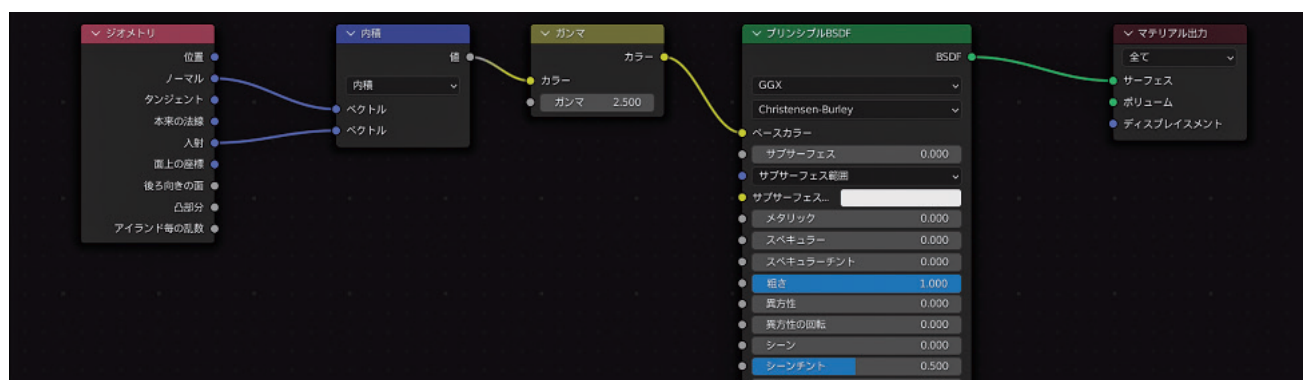 ジオメトリ
位置
ノーマル
タンジェント
本来の法線
入射
面上の座標
後ろ向きの面
凸部分
アイランド毎の乱数
内積
値
内積
ベクトル
ベクトル
ガンマ
カラー
カラー
ガンマ 2.500
プリンシプルBSDF
BSDF
GGX
Christensen-Burley
ベースカラー
サブサーフェス 0.000
サブサーフェス範囲
サブサーフェス...
メタリック 0.000
スペキュラー 0.000
スペキュラーチント 0.000
粗さ 1.000
異方性 0.000
異方性の回転 0.000
シーン 0.000
シーンチント 0.500
マテリアル出力
全て
サーフェス
ボリューム
ディスプレイスメント